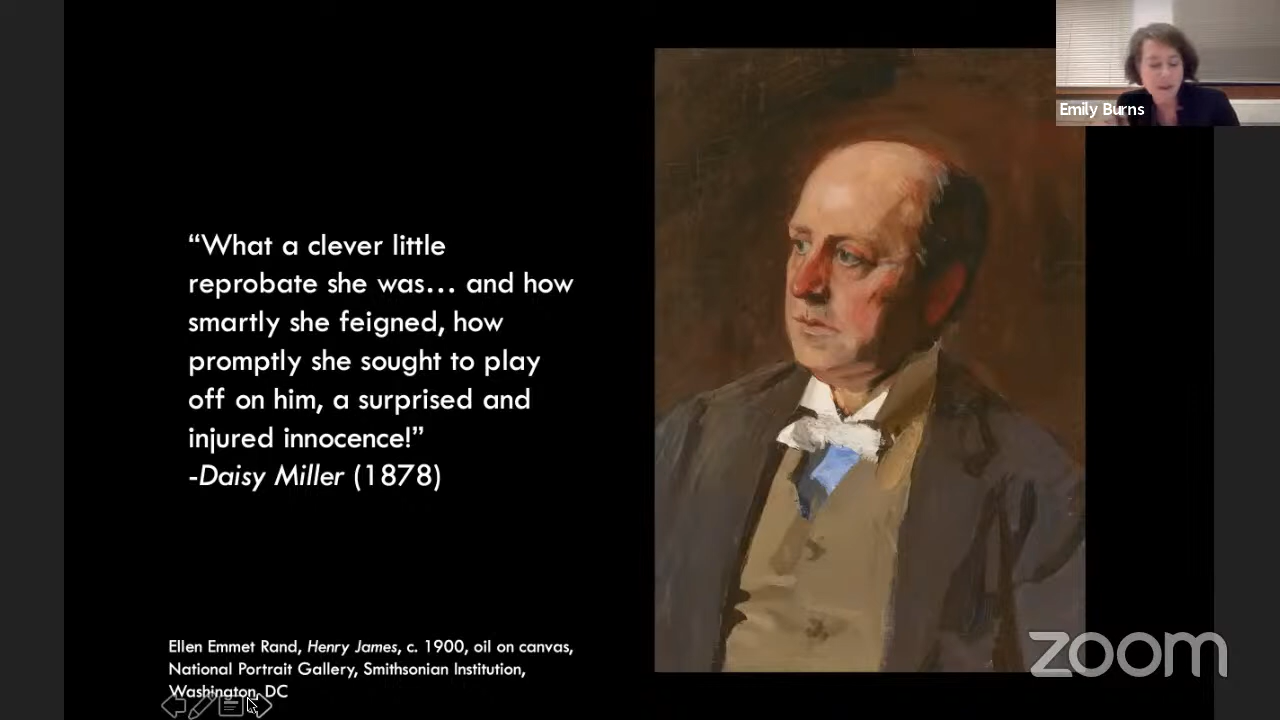 Emily Burns
“What a clever little
reprobate she was... and how
smartly she feigned, how
promptly she sought to play
off on him, a surprised and
injured innocence!”
-Daisy Miller (1878)
Ellen Emmet Rand, Henry James, c. 1900, oil on canvas,
National Portrait Gallery, Smithsonian Institution,
Washington, DC
zoom